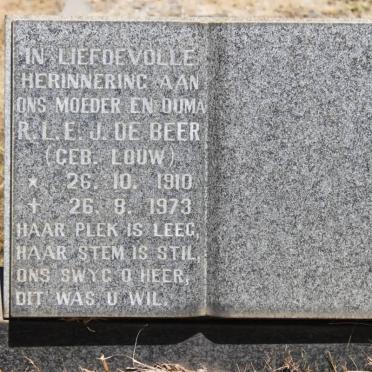 IN LIEFDEVOLLE
HERINNERING AAN
ONS MOEDER EN OUMA
R.L.E.J. DE BEER
(GEB. LOUW)
★ 26. 10. 1910
✝ 26. 8. 1973
HAAR PLEK IS LEEG,
HAAR STEM IS STIL,
ONS SWYG O HEER,
DIT WAS U WIL.